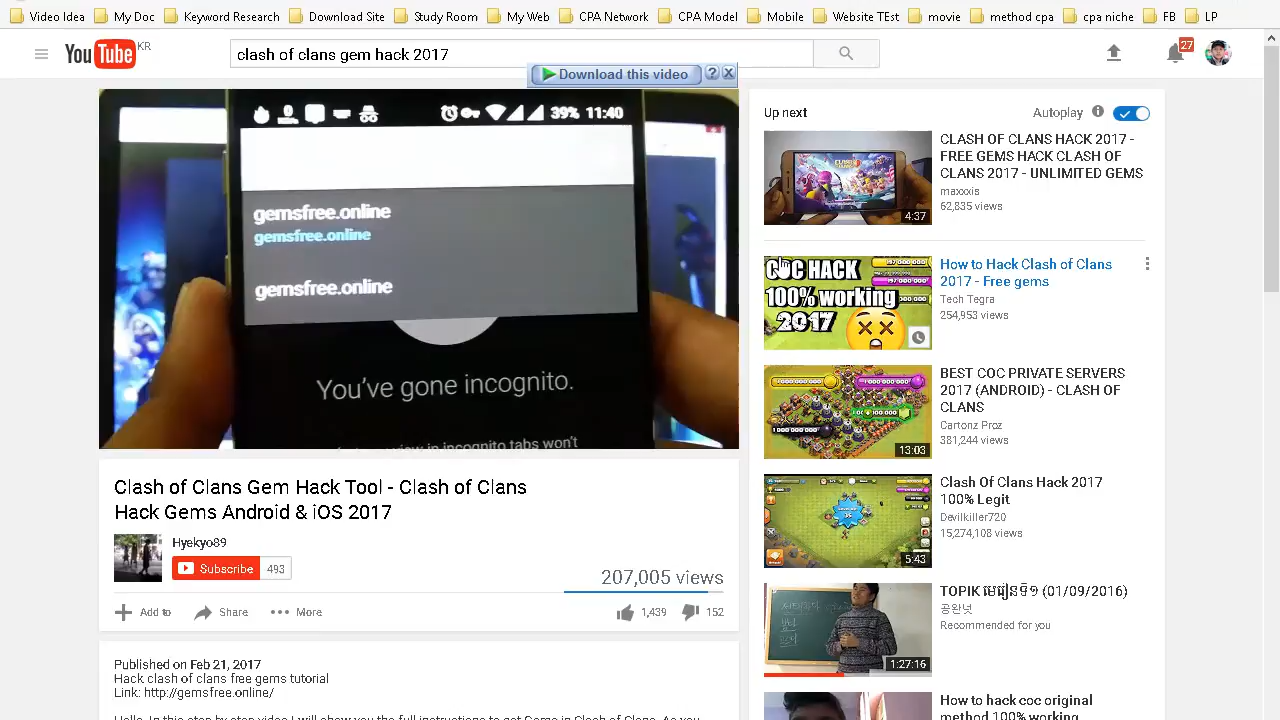 Video Idea
My Doc
Keyword Research
Download Site
Study Room
My Web
CPA Network
CPA Model
Mobile
Website TEst
movie
method cpa
cpa niche
FB
LP
YouTube KR
clash of clans gem hack 2017
27
Download this video ? X
39% 11:40
gemsfree.online
gemsfree.online
gemsfree.online
You've gone incognito.
in incognito tabs won't
Clash of Clans Gem Hack Tool - Clash of Clans
Hack Gems Android & iOS 2017
Hyekyo89
Subscribe 493
207,005 views
Add to
Share
More
1,439
152
Published on Feb 21, 2017
Link: http://gemsfree.online/
Up next
Autoplay
4:37
CLASH OF CLANS HACK 2017 -
FREE GEMS HACK CLASH OF
CLANS 2017 - UNLIMITED GEMS
maxxxis
62,835 views
COC HACK
100% working
2017
How to Hack Clash of Clans
2017 - Free gems
Tech Tegra
254,953 views
13:03
BEST COC PRIVATE SERVERS
2017 (ANDROID) - CLASH OF
CLANS
Cartonz Proz
381,244 views
5:43
Clash Of Clans Hack 2017
100% Legit
Devilkiller720
15,274,108 views
1:27:16
TOPIK (01/09/2016)
공완넛
Recommended for you
How to hack coc original
method 100% working